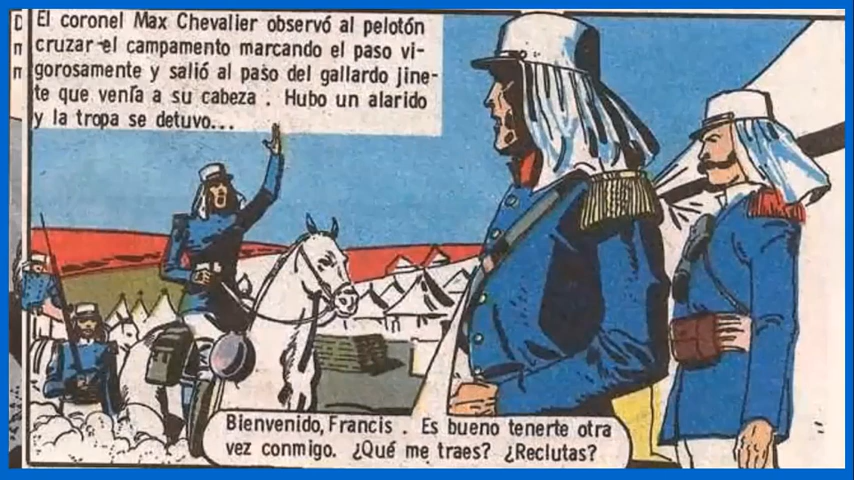 El coronel Max Chevalier observó al pelotón
cruzar el campamento marcando el paso vi-
gorosamente y salió al paso del gallardo jine-
te que venía a su cabeza. Hubo un alarido
y la tropa se detuvo...
Bienvenido, Francis. Es bueno tenerte otra
vez conmigo. ¿Qué me traes? ¿Reclutas?